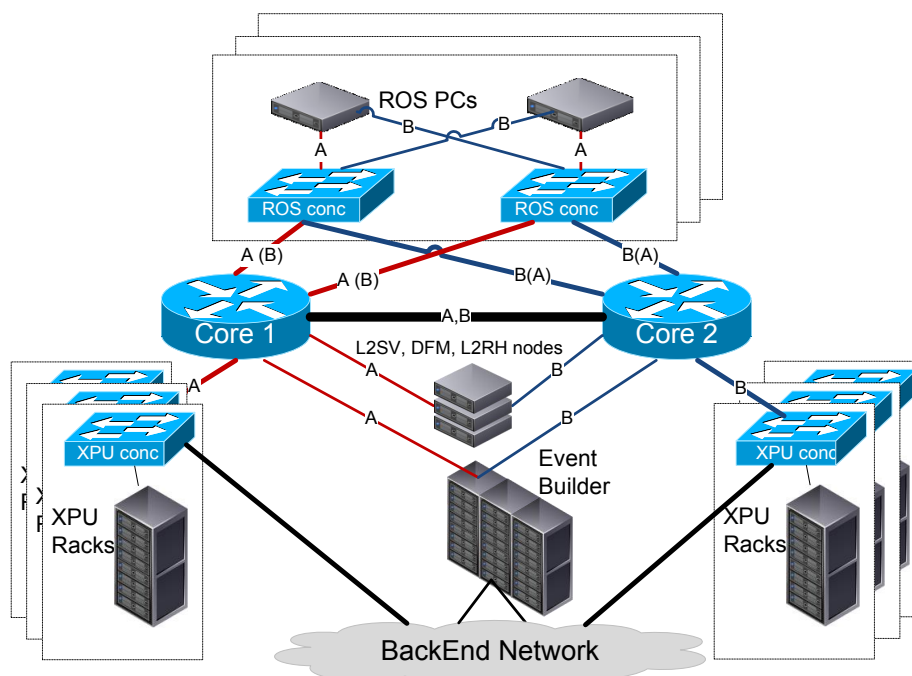 ROS PCs
B
B
A
A
ROS conc
ROS conc
A (B)
B(A)
A (B)
B(A)
Core 1
A,B
Core 2
L2SV, DFM, L2RH nodes
A
B
A
B
A
B
XPU conc
XPU conc
Event
Builder
X
XPU
Racks
XPU
Racks
BackEnd Network